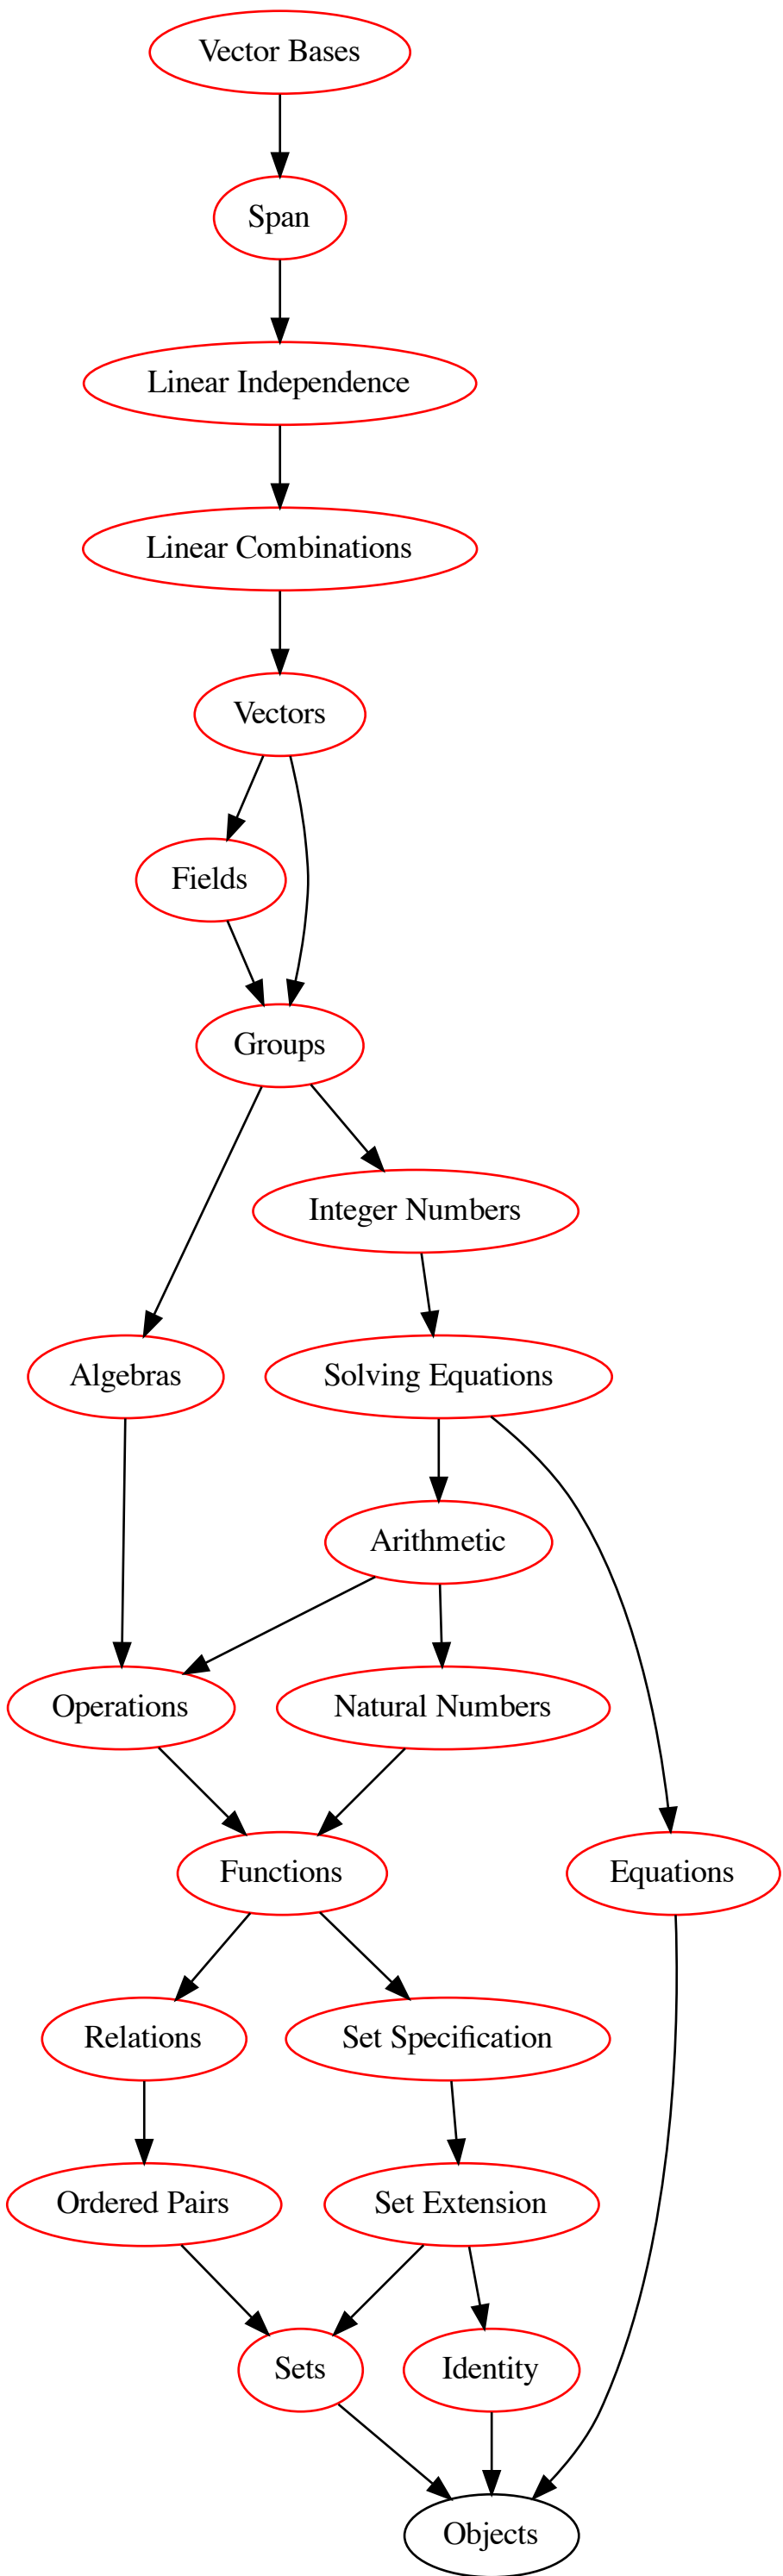 Vector Bases
Span
Linear Independence
Linear Combinations
Vectors
Fields
Groups
Integer Numbers
Algebras
Solving Equations
Arithmetic
Operations
Natural Numbers
Functions
Equations
Relations
Set Specification
Ordered Pairs
Set Extension
Sets
Identity
Objects